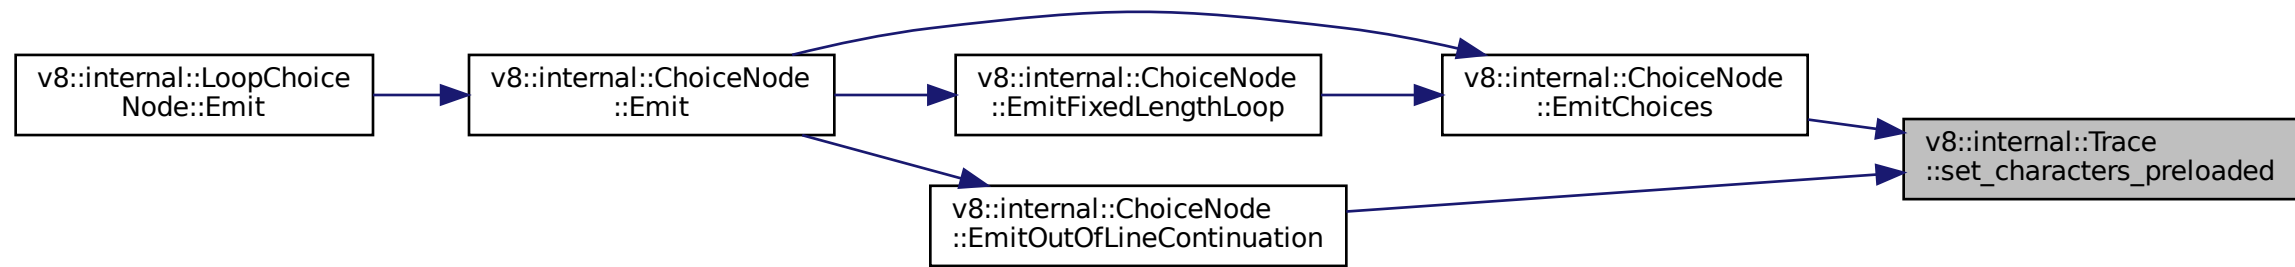 v8::internal::LoopChoice
Node::Emit
v8::internal::ChoiceNode
::Emit
v8::internal::ChoiceNode
::EmitFixedLengthLoop
v8::internal::ChoiceNode
::EmitChoices
v8::internal::Trace
::set_characters_preloaded
v8::internal::ChoiceNode
::EmitOutOfLineContinuation